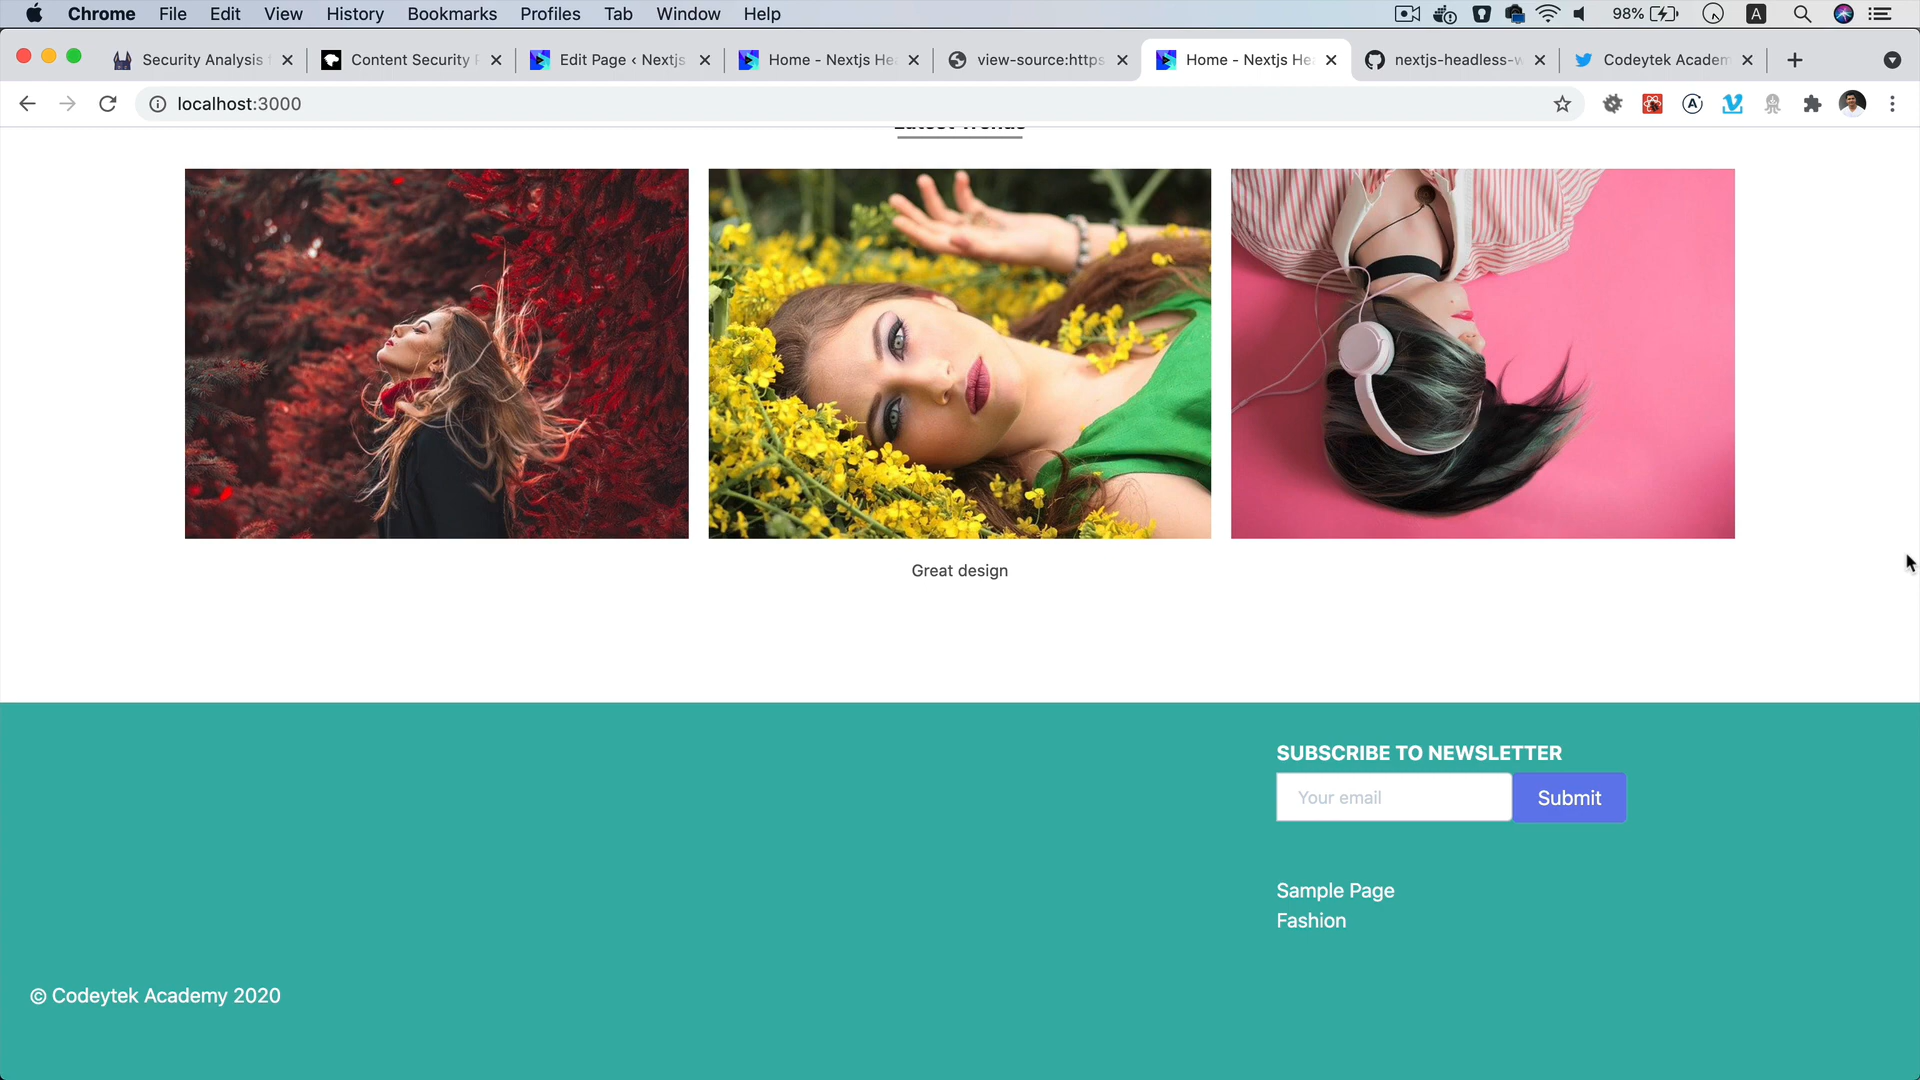 Chrome File Edit View History Bookmarks Profiles Tab Window Help 98% A
Security Analysis Content Security Edit Page ‹ Nextjs Home - Nextjs He view-source:https Home - Nextjs He nextjs-headless-w Codeytek Academ
localhost:3000
Latest Trends
Great design
SUBSCRIBE TO NEWSLETTER
Your email Submit
Sample Page
Fashion
© Codeytek Academy 2020